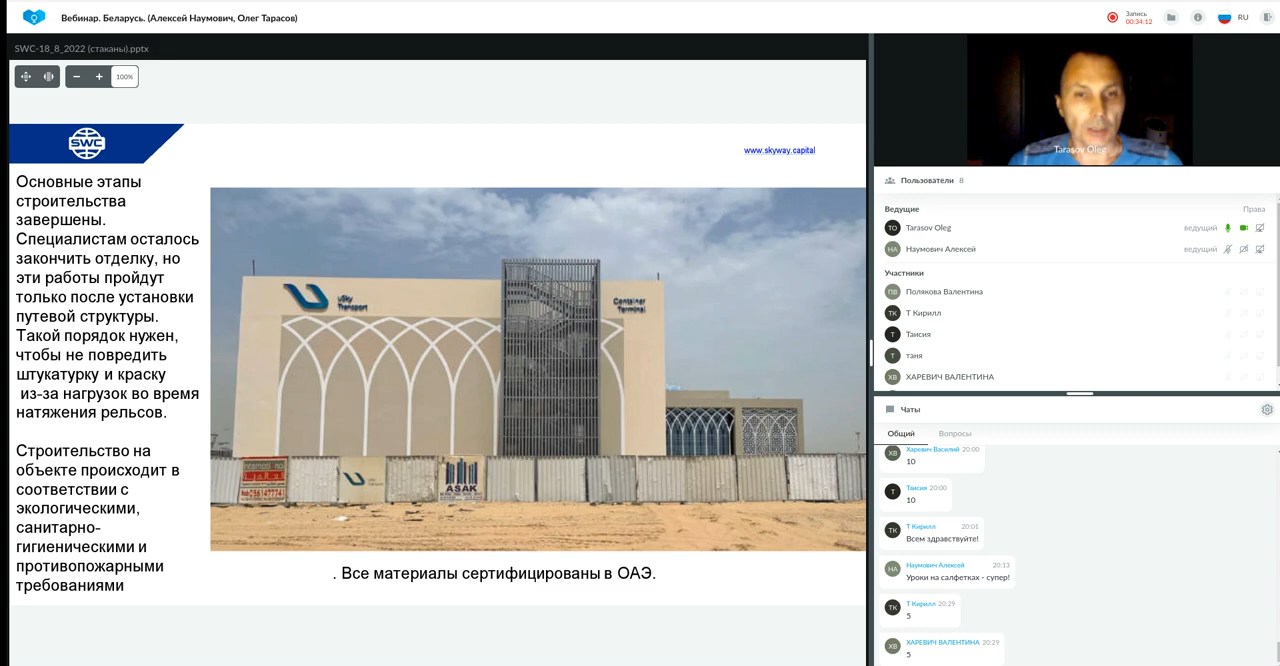 Вебинар. Беларусь. (Алексей Наумович, Олег Тарасов)
Запись
00:34:12
RU
SWC-18_8_2022 (стаканы).pptx
100%
SWC
www.skyway.capital
Основные этапы
строительства
завершены.
Специалистам осталось
закончить отделку, но
эти работы пройдут
только после установки
путевой структуры.
Такой порядок нужен,
чтобы не повредить
штукатурку и краску
из-за нагрузок во время
натяжения рельсов.
Строительство на
объекте происходит в
соответствии с
экологическими,
санитарно-
гигиеническими и
противопожарными
требованиями
uSky
Transport
Container
Terminal
ASAK
. Все материалы сертифицированы в ОАЭ.
Tarasov Oleg
Пользователи 8
Ведущие
Права
TO
Tarasov Oleg
ведущий
НА
Наумович Алексей
ведущий
Участники
ПВ
Полякова Валентина
ТК
Т Кирилл
Т
Таисия
Т
таня
ХВ
ХАРЕВИЧ ВАЛЕНТИНА
Чаты
Общий
Вопросы
ХВ
Харевич Василий 20:00
10
Т
Таисия 20:00
10
ТК
Т Кирилл 20:01
Всем здравствуйте!
НА
Наумович Алексей 20:13
Уроки на салфетках - супер!
ТК
Т Кирилл 20:29
5
ХВ
ХАРЕВИЧ ВАЛЕНТИНА 20:29
5